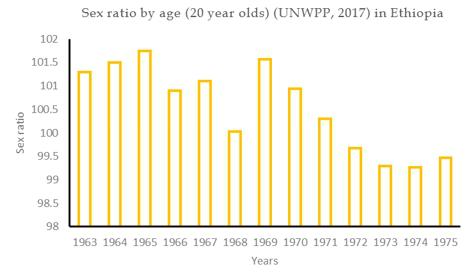 Sex ratio by age (20 year olds) (UNWPP, 2017) in Ethiopia
102
101.5
101
100.5
100
99.5
99
98.5
98
Sex ratio
1963 1964 1965 1966 1967 1968 1969 1970 1971 1972 1973 1974 1975
Years